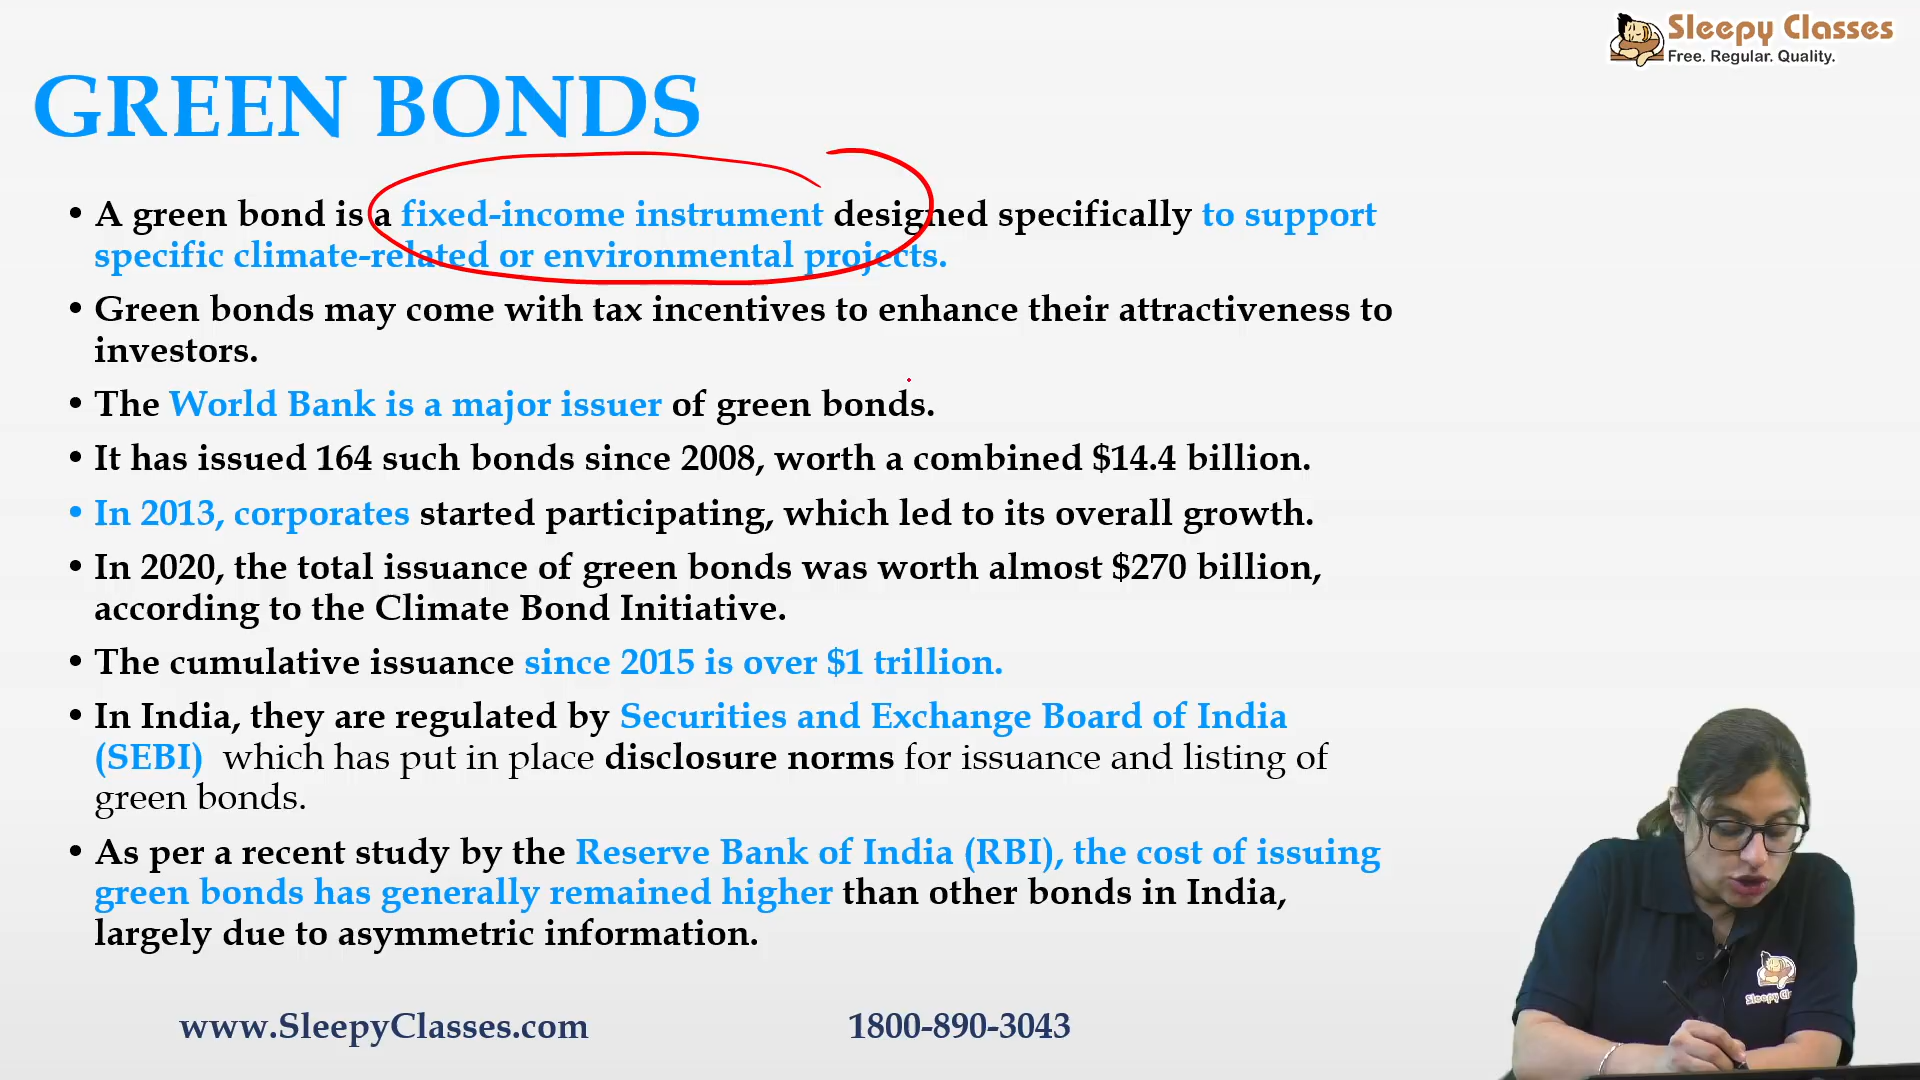 Sleepy Classes
Free. Regular. Quality.
GREEN BONDS
• A green bond is a fixed-income instrument designed specifically to support
specific climate-related or environmental projects.
• Green bonds may come with tax incentives to enhance their attractiveness to
investors.
• The World Bank is a major issuer of green bonds.
• It has issued 164 such bonds since 2008, worth a combined $14.4 billion.
• In 2013, corporates started participating, which led to its overall growth.
• In 2020, the total issuance of green bonds was worth almost $270 billion,
according to the Climate Bond Initiative.
• The cumulative issuance since 2015 is over $1 trillion.
• In India, they are regulated by Securities and Exchange Board of India
(SEBI) which has put in place disclosure norms for issuance and listing of
green bonds.
• As per a recent study by the Reserve Bank of India (RBI), the cost of issuing
green bonds has generally remained higher than other bonds in India,
largely due to asymmetric information.
Sleepy
www.SleepyClasses.com 1800-890-3043